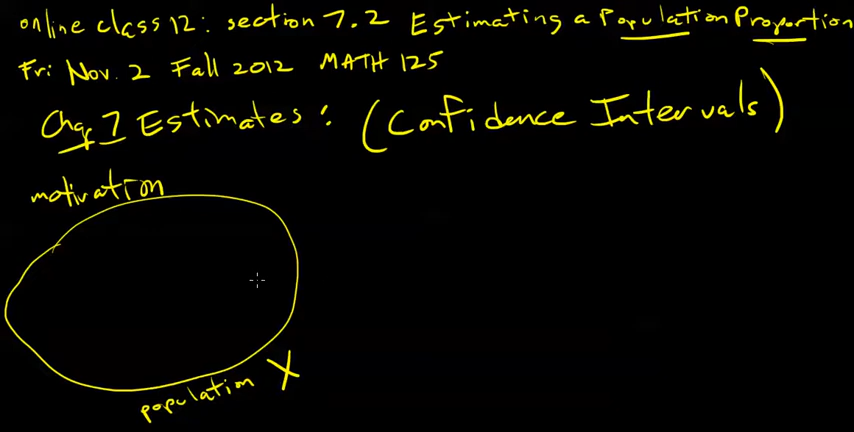 online class 12: section 7.2 Estimating a Population Proportion
Fri Nov. 2 Fall 2012 MATH 125
Chap 7 Estimates: (Confidence Intervals)
motivation
population X